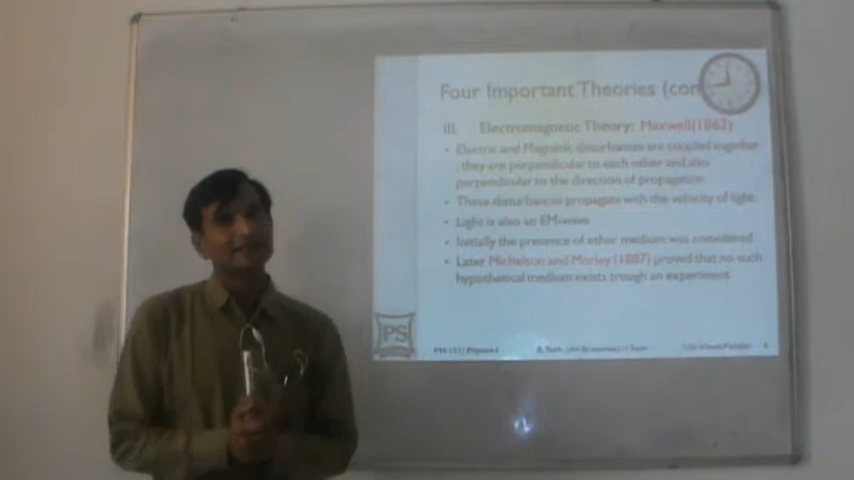 Four Important Theories (con
III. Electromagnetic Theory: Maxwell(1862)
• Electric and Magnetic disturbances are coupled together
, they are perpendicular to each other and also
perpendicular to the direction of propagation
• These disturbances propagate with the velocity of light.
• Light is also an EM-wave
• Initially the presence of ether medium was considered
• Later Michelson and Morley (1887) proved that no such
hypothetical medium exists trough an experiment
PS